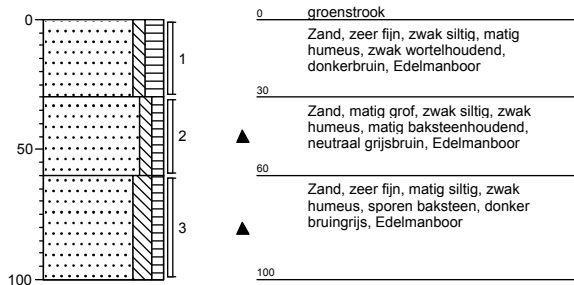 0
50
100
1
2
3
0
groenstrook
Zand, zeer fijn, zwak siltig, matig
humeus, zwak wortelhoudend,
donkerbruin, Edelmanboor
30
Zand, matig grof, zwak siltig, zwak
humeus, matig baksteenhoudend,
neutraal grijsbruin, Edelmanboor
60
Zand, zeer fijn, matig siltig, zwak
humeus, sporen baksteen, donker
bruingrijs, Edelmanboor
100